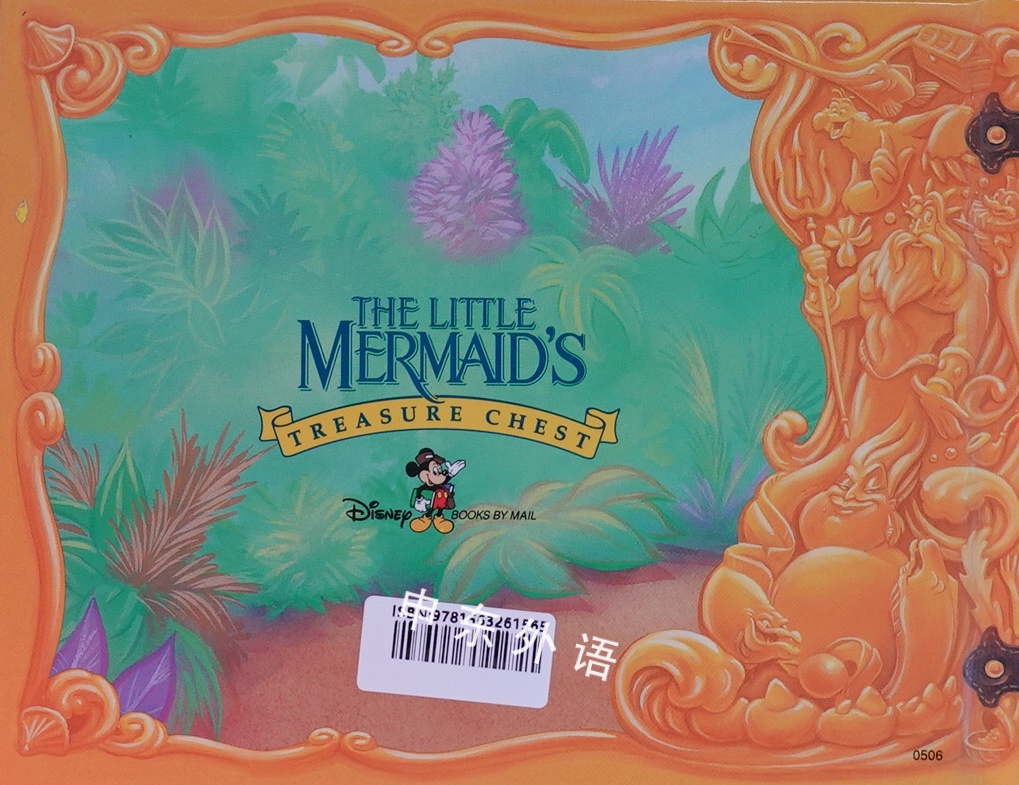 THE LITTLE
MERMAID'S
TREASURE CHEST
Disney BOOKS BY MAIL
外语
0506